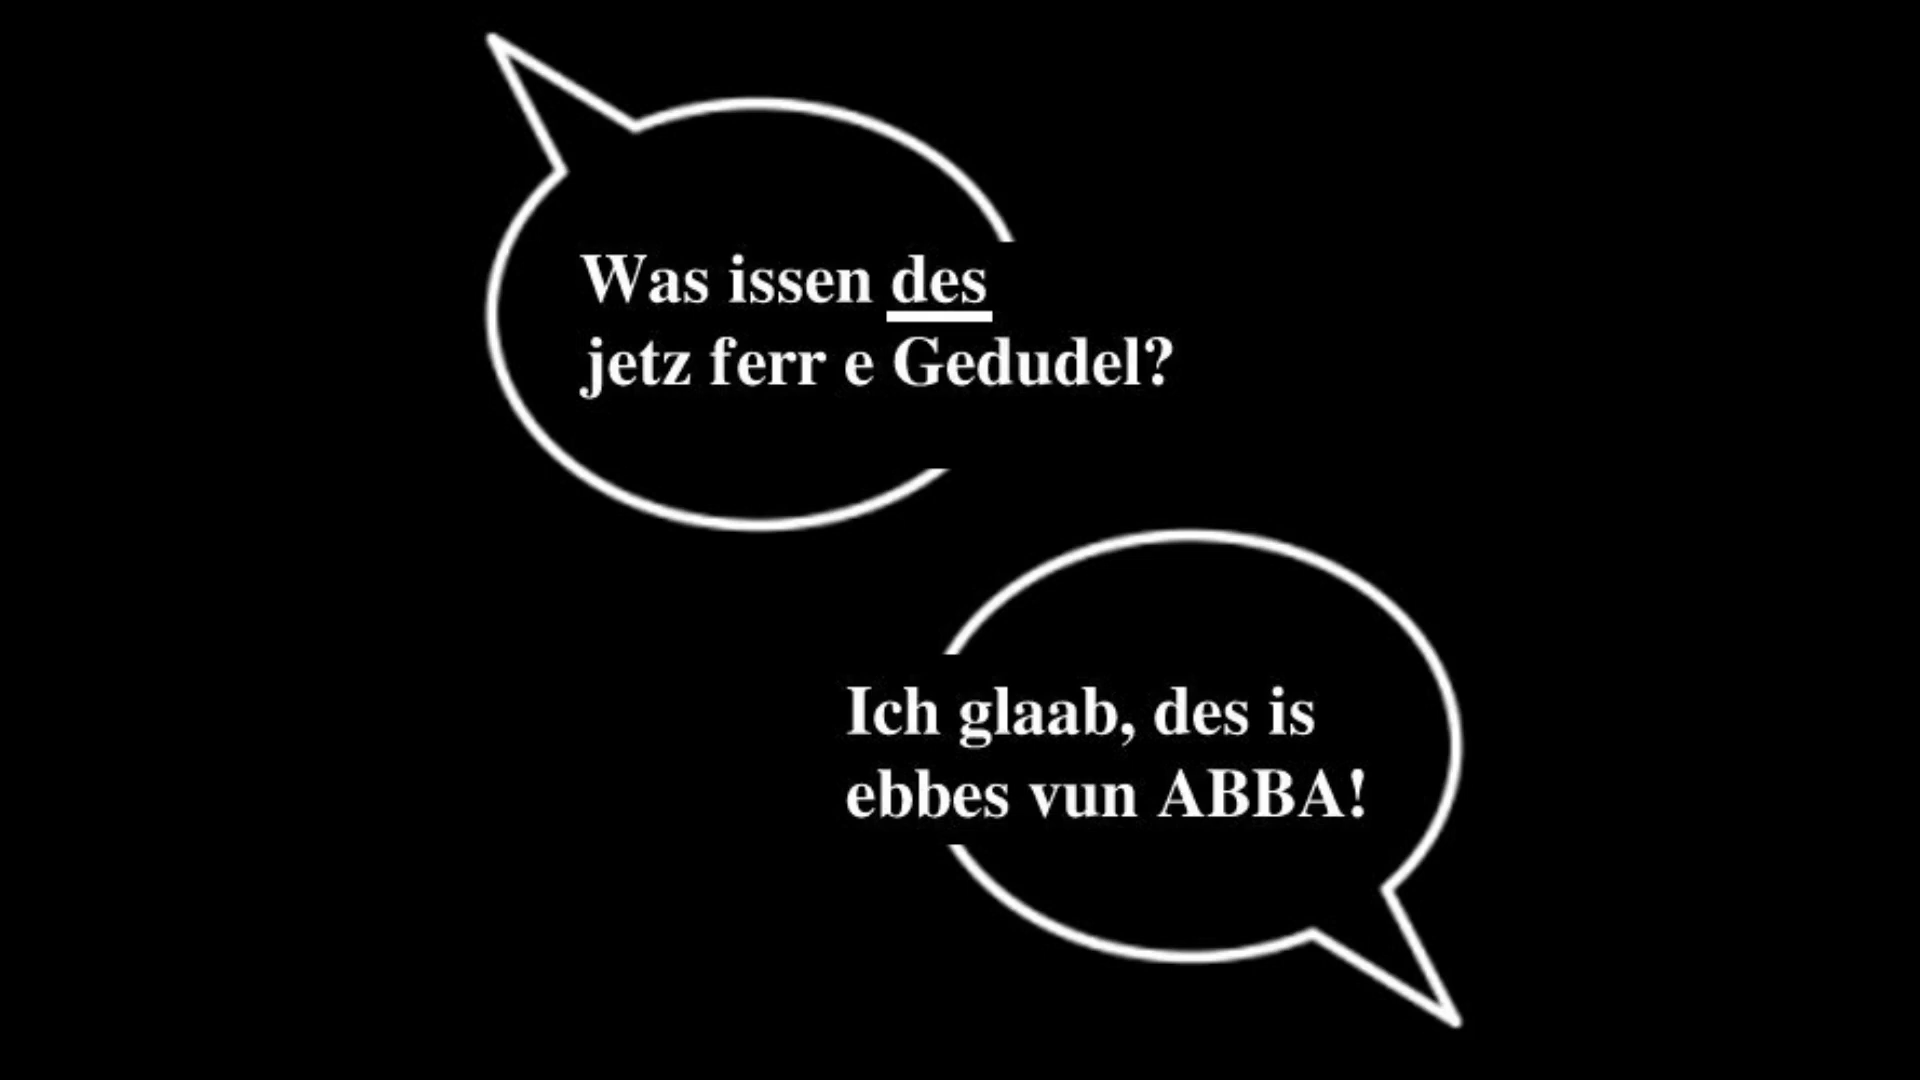 Was issen des
jetz ferr e Gedudel?
Ich glaab, des is
ebbes vun ABBA!